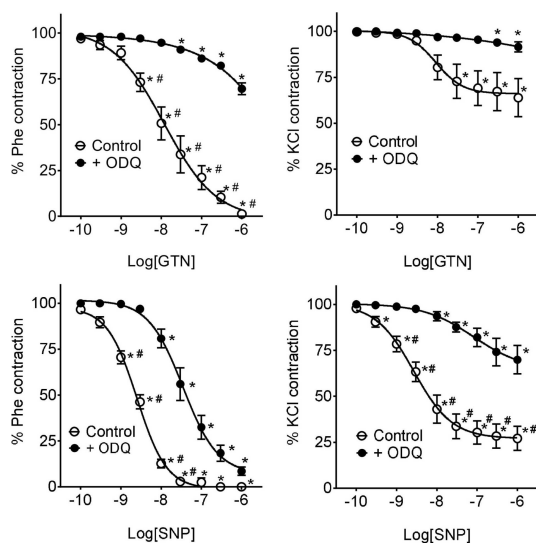 100
75
50
25
0
% Phe contraction
* # * # * # * # * # * #
* * * *
Control
+ ODQ
-10 -9 -8 -7 -6
Log[GTN]
100
75
50
25
0
% KCl contraction
* *
* * * *
Control
+ ODQ
-10 -9 -8 -7 -6
Log[GTN]
100
75
50
25
0
% Phe contraction
* # * # * # * # * * *
* * * * *
Control
+ ODQ
-10 -9 -8 -7 -6
Log[SNP]
100
75
50
25
0
% KCl contraction
* * * * *
* * # * # * # * # * # * # * #
Control
+ ODQ
-10 -9 -8 -7 -6
Log[SNP]